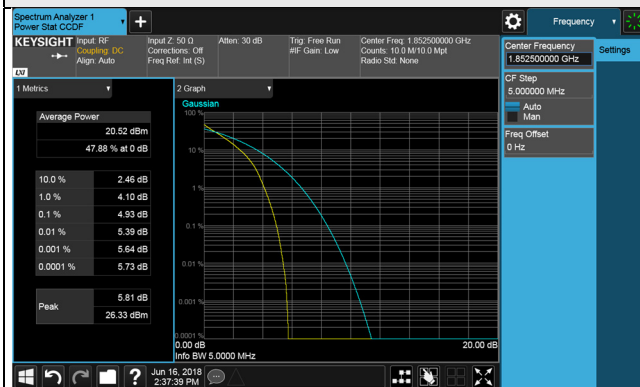 Spectrum Analyzer 1
Power Stat CCDF
Frequency
KEYSIGHT
LXI
Input: RF
Coupling: DC
Align: Auto
Input Z: 50 Ω
Corrections: Off
Freq Ref: Int (S)
Atten: 30 dB
Trig: Free Run
#IF Gain: Low
Center Freq: 1.852500000 GHz
Counts: 10.0 M/10.0 Mpt
Radio Std: None
1 Metrics
Average Power
20.52 dBm
47.88 % at 0 dB
10.0 % 2.46 dB
1.0 % 4.10 dB
0.1 % 4.93 dB
0.01 % 5.39 dB
0.001 % 5.64 dB
0.0001 % 5.73 dB
Peak
5.81 dB
26.33 dBm
2 Graph
Gaussian
100 %
10 %
1 %
0.1 %
0.01 %
0.001 %
0.0001 %
0.00 dB
20.00 dB
Info BW 5.0000 MHz
Center Frequency
1.852500000 GHz
CF Step
5.000000 MHz
Auto
Man
Freq Offset
0 Hz
Settings
?
Jun 16, 2018
2:37:39 PM